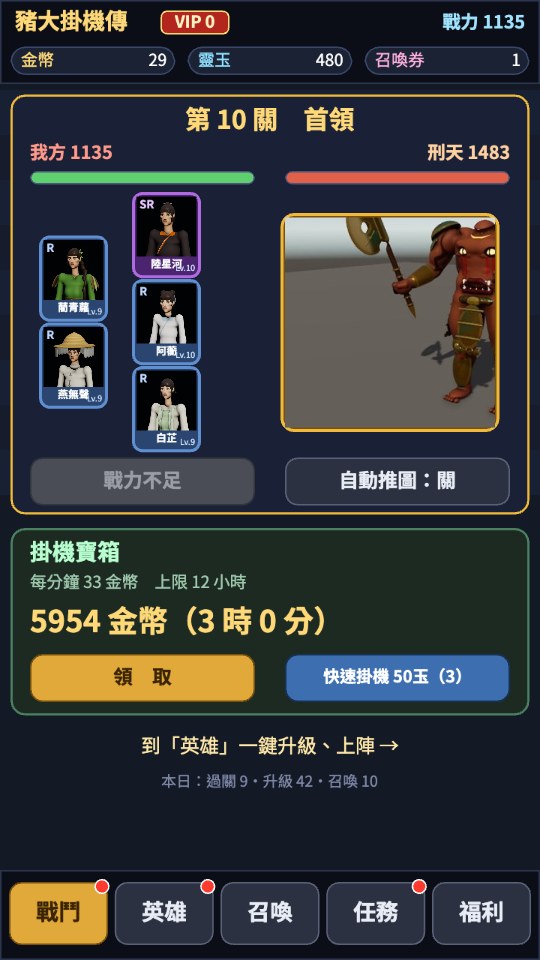 豬大掛機傳
VIP 0
戰力 1135
金幣 29
靈玉 480
召喚券 1
第 10 關 首領
我方 1135
刑天 1483
SR
陸星河 Lv.10
R
藺青蘿 Lv.9
R
阿蘅 Lv.10
R
燕無聲 Lv.9
R
白芷 Lv.9
戰力不足
自動推圖：關
掛機寶箱
每分鐘 33 金幣 上限 12 小時
5954 金幣（3 時 0 分）
領 取
快速掛機 50玉（3）
到「英雄」一鍵升級、上陣 →
本日：過關 9・升級 42・召喚 10
戰鬥
英雄
召喚
任務
福利